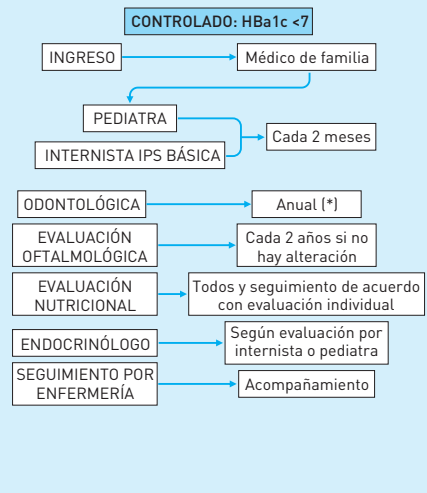 CONTROLADO: HBa1c <7
INGRESO
Médico de familia
PEDIATRA
INTERNISTA IPS BÁSICA
Cada 2 meses
ODONTOLÓGICA
Anual (*)
EVALUACIÓN
OFTALMOLÓGICA
Cada 2 años si no
hay alteración
EVALUACIÓN
NUTRICIONAL
Todos y seguimiento de acuerdo
con evaluación individual
ENDOCRINÓLOGO
Según evaluación por
internista o pediatra
SEGUIMIENTO POR
ENFERMERÍA
Acompañamiento